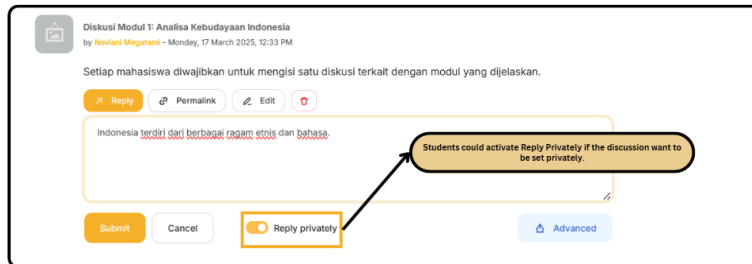 Diskusi Modul 1: Analisa Kebudayaan Indonesia
by Noviani Megatami - Monday, 17 March 2025, 12:33 PM
Setiap mahasiswa diwajibkan untuk mengisi satu diskusi terkait dengan modul yang dijelaskan.
Reply Permalink Edit
Indonesia terdiri dari berbagai ragam etnis dan bahasa.
Students could activate Reply Privately if the discussion want to
be set privately.
Submit Cancel Reply privately Advanced